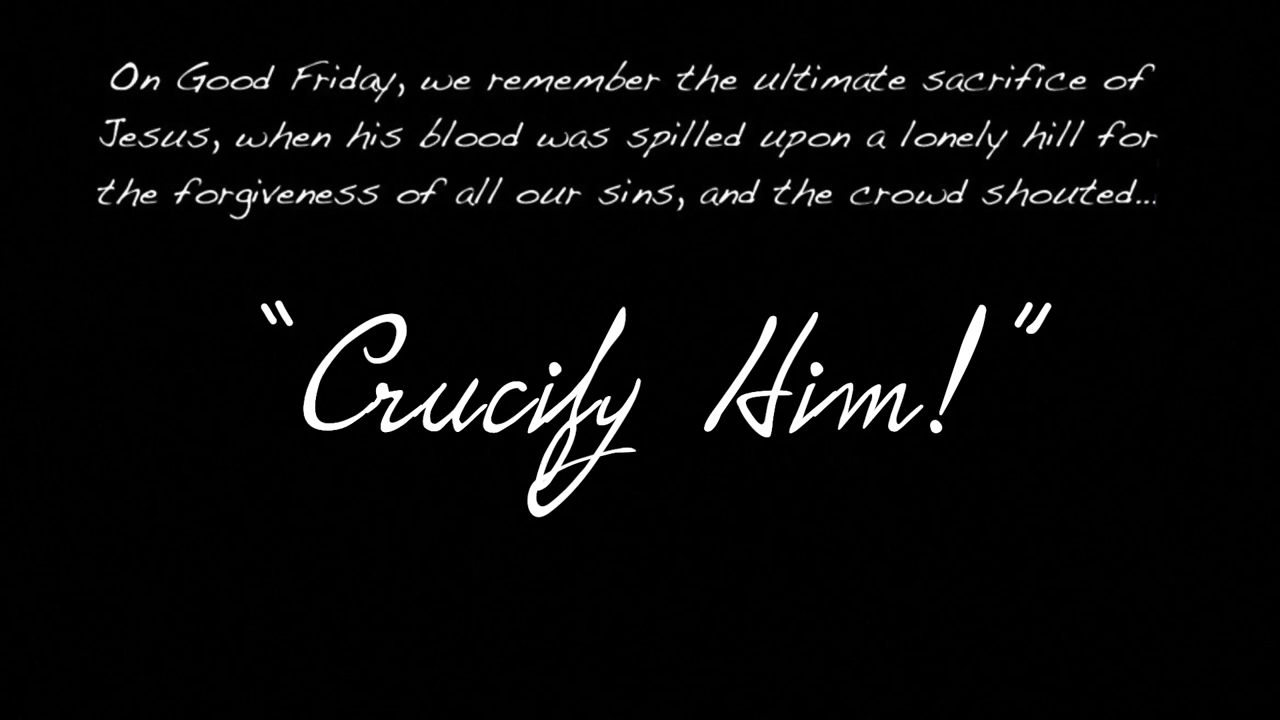 On Good Friday, we remember the ultimate sacrifice of
Jesus, when his blood was spilled upon a lonely hill for
the forgiveness of all our sins, and the crowd shouted...
“Crucify Him!”